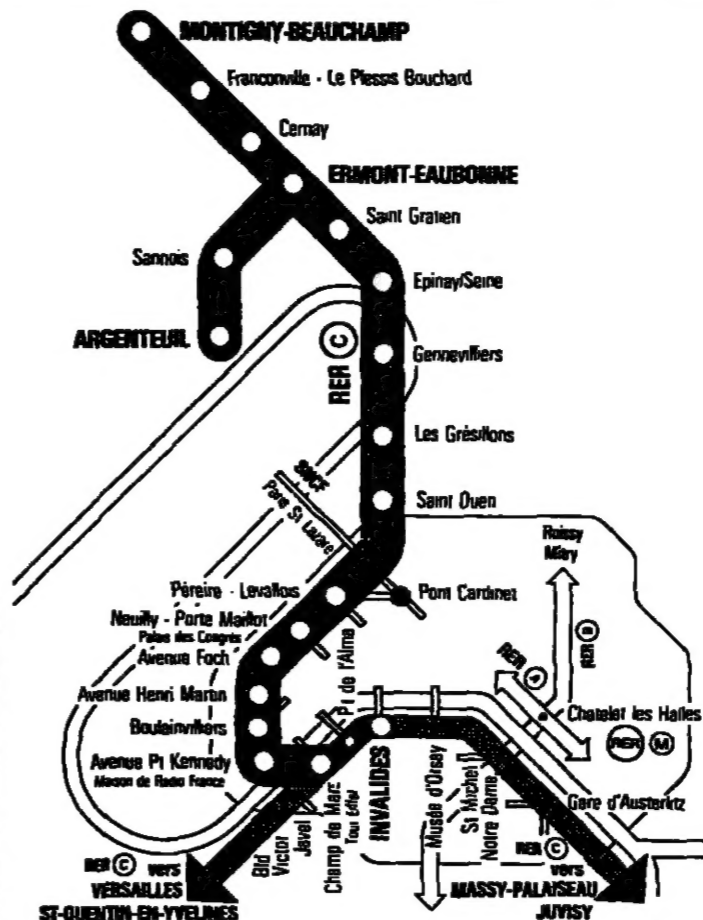 MONTIGNY-BEAUCHAMP
Franconville - Le Plessis Bouchard
Cernay
ERMONT-EAUBONNE
Saint Gratien
Sannois
Epinay/Seine
ARGENTEUIL
RER C
Gennevilliers
Les Grésillons
SNCF
Paris St Lazare
Saint Ouen
Roissy
Mitry
Péreire - Levallois
Pont Cardinet
Neuilly - Porte Maillot
Palais des Congrès
Avenue Foch
Pt de l'Alma
RER A
RER B
Avenue Henri Martin
Chatelet les Halles
RER M
Boulainvilliers
Avenue Pt Kennedy
Maison de Radio France
INVALIDES
Musée d'Orsay
St Michel
Notre Dame
Gare d'Austerlitz
Bld
Victor
Javel
Champ de Mars
Tour Eiffel
RER C vers
VERSAILLES
ST-QUENTIN-EN-YVELINES
RER C vers
MASSY-PALAISEAU
JUVISY